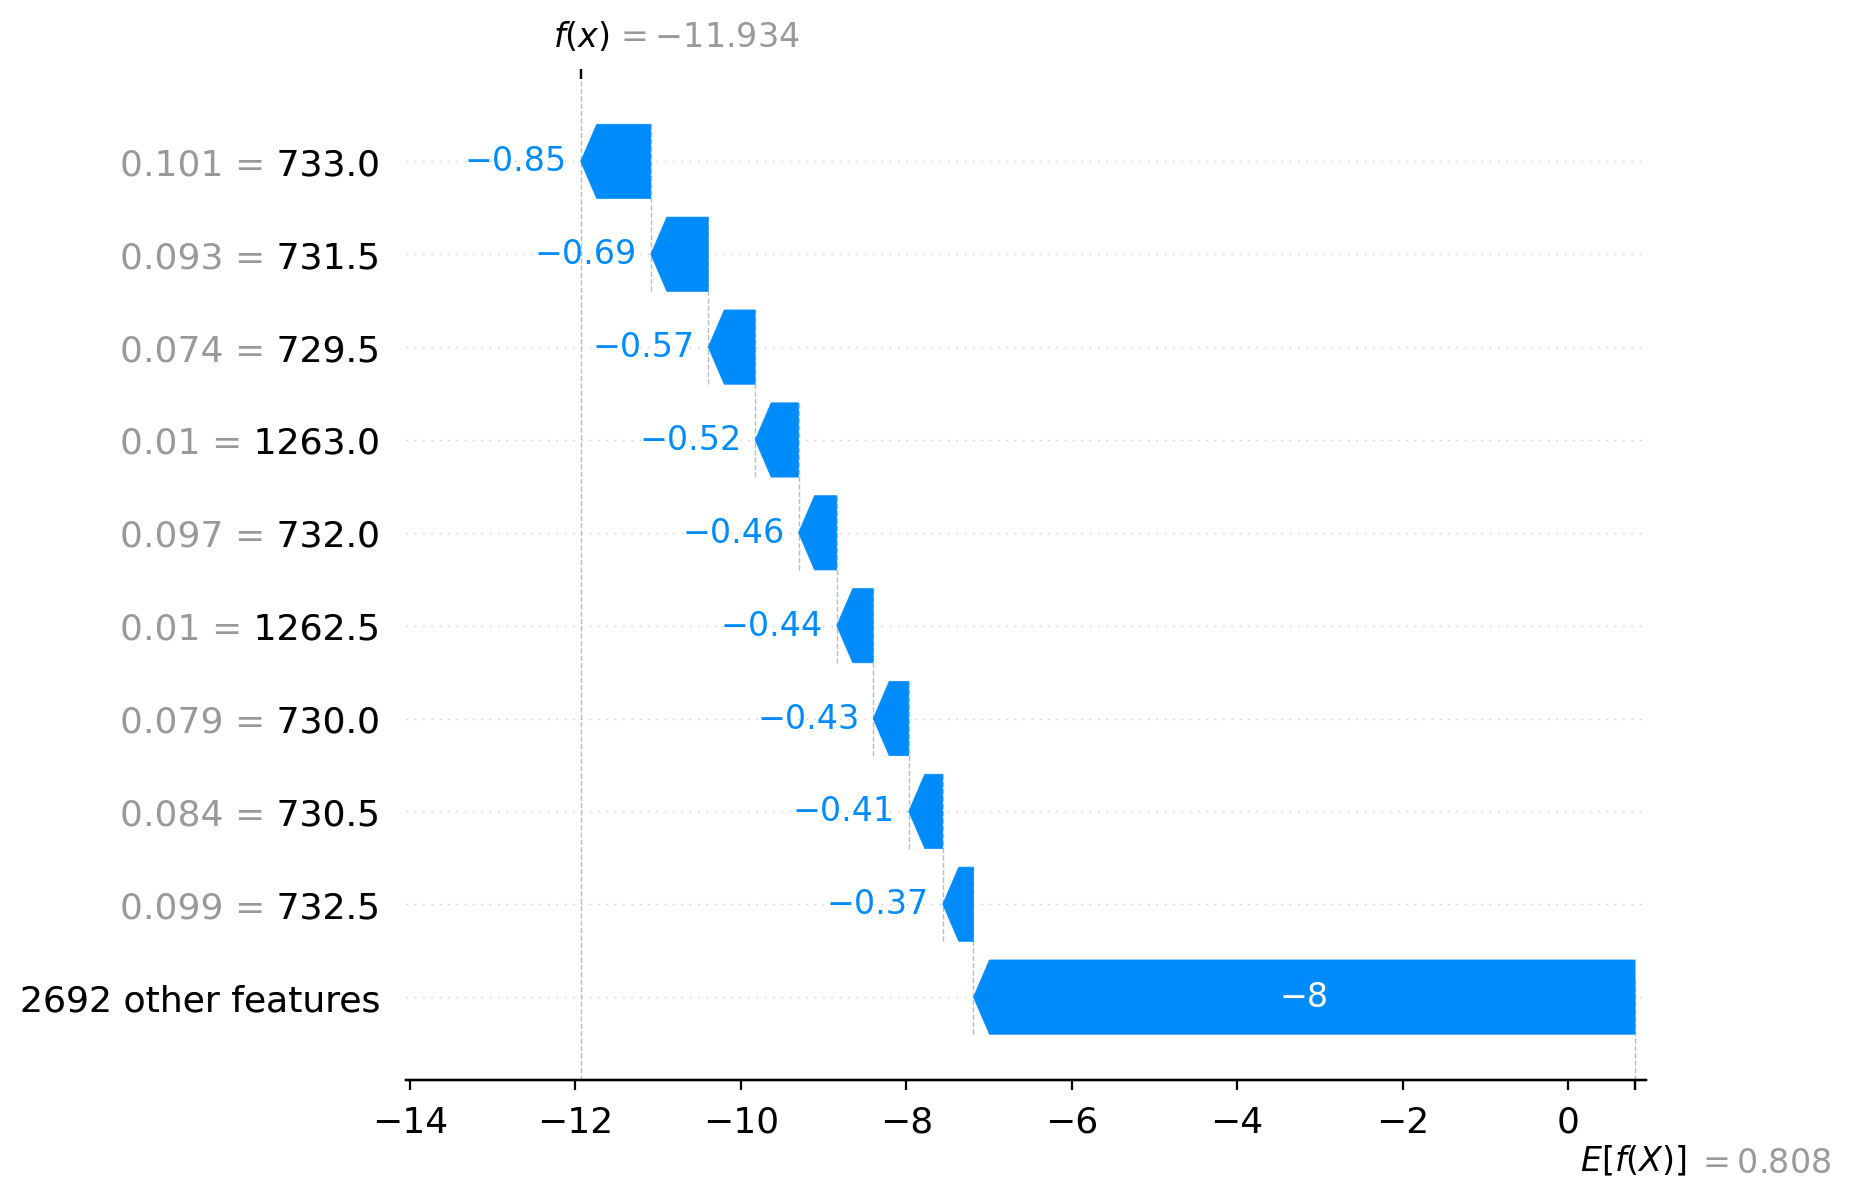 f(x) = −11.934
0.101 = 733.0 −0.85
0.093 = 731.5 −0.69
0.074 = 729.5 −0.57
0.01 = 1263.0 −0.52
0.097 = 732.0 −0.46
0.01 = 1262.5 −0.44
0.079 = 730.0 −0.43
0.084 = 730.5 −0.41
0.099 = 732.5 −0.37
2692 other features −8
−14 −12 −10 −8 −6 −4 −2 0
E[f(X)] = 0.808